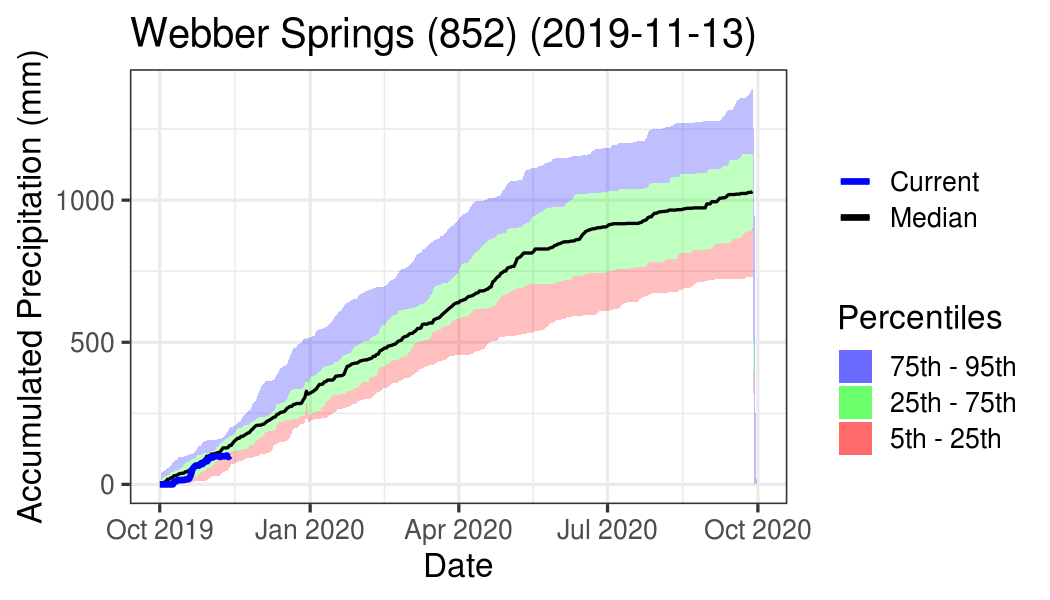 Webber Springs (852) (2019-11-13)
Accumulated Precipitation (mm)
1000
500
0
Oct 2019
Jan 2020
Apr 2020
Jul 2020
Oct 2020
Date
Current
Median
Percentiles
75th - 95th
25th - 75th
5th - 25th